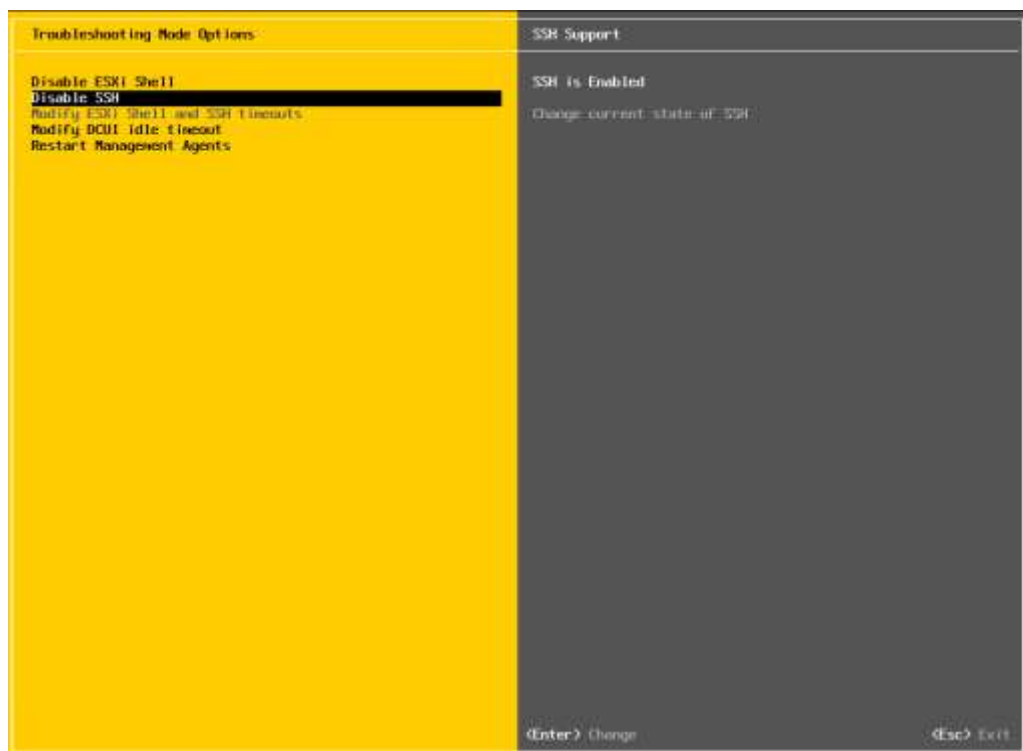 Troubleshooting Mode Options
Disable ESXi Shell
Disable SSH
Modify ESXi Shell and SSH timeouts
Modify DCUI idle timeout
Restart Management Agents
SSH Support
SSH is Enabled
Change current state of SSH
<Enter> Change
<Esc> Exit